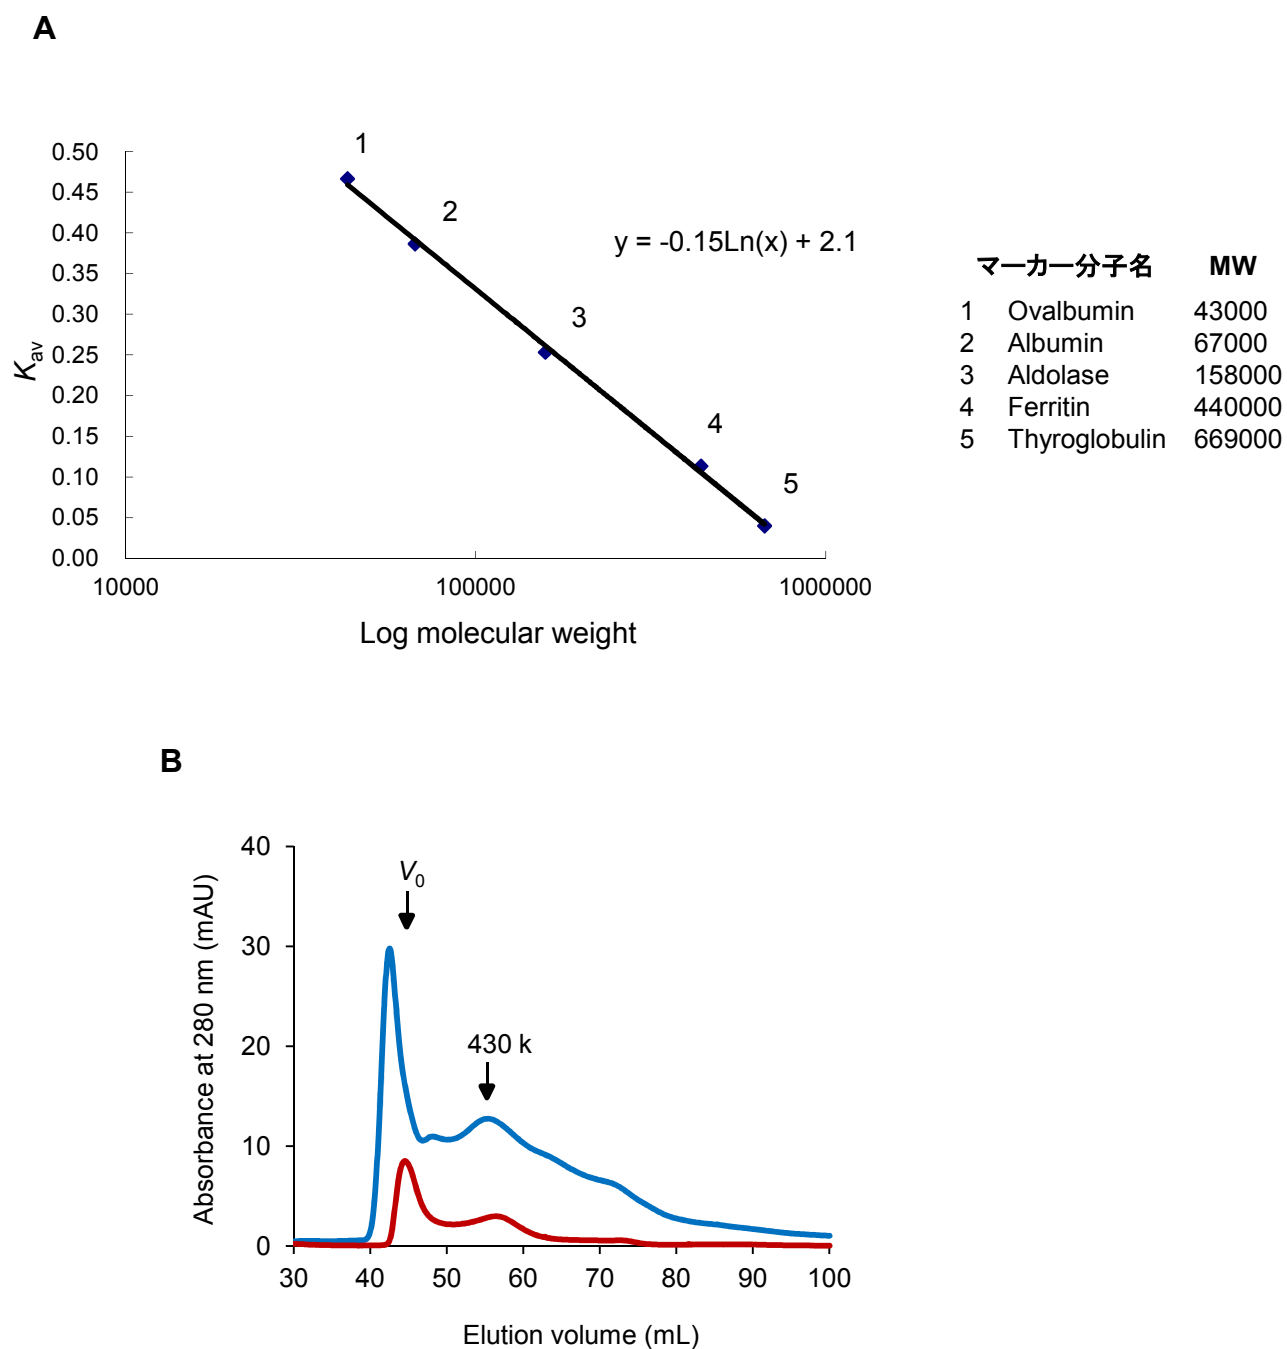 A
1
0.50
0.45
2
0.40
y = -0.15Ln(x) + 2.1
0.35
0.30
3
0.25
0.20
4
0.15
0.10
5
0.05
0.00
Kav
10000 100000 1000000
Log molecular weight
マーカー分子名 MW
1 Ovalbumin 43000
2 Albumin 67000
3 Aldolase 158000
4 Ferritin 440000
5 Thyroglobulin 669000
B
40
V0
30
430 k
20
10
0
Absorbance at 280 nm (mAU)
30 40 50 60 70 80 90 100
Elution volume (mL)